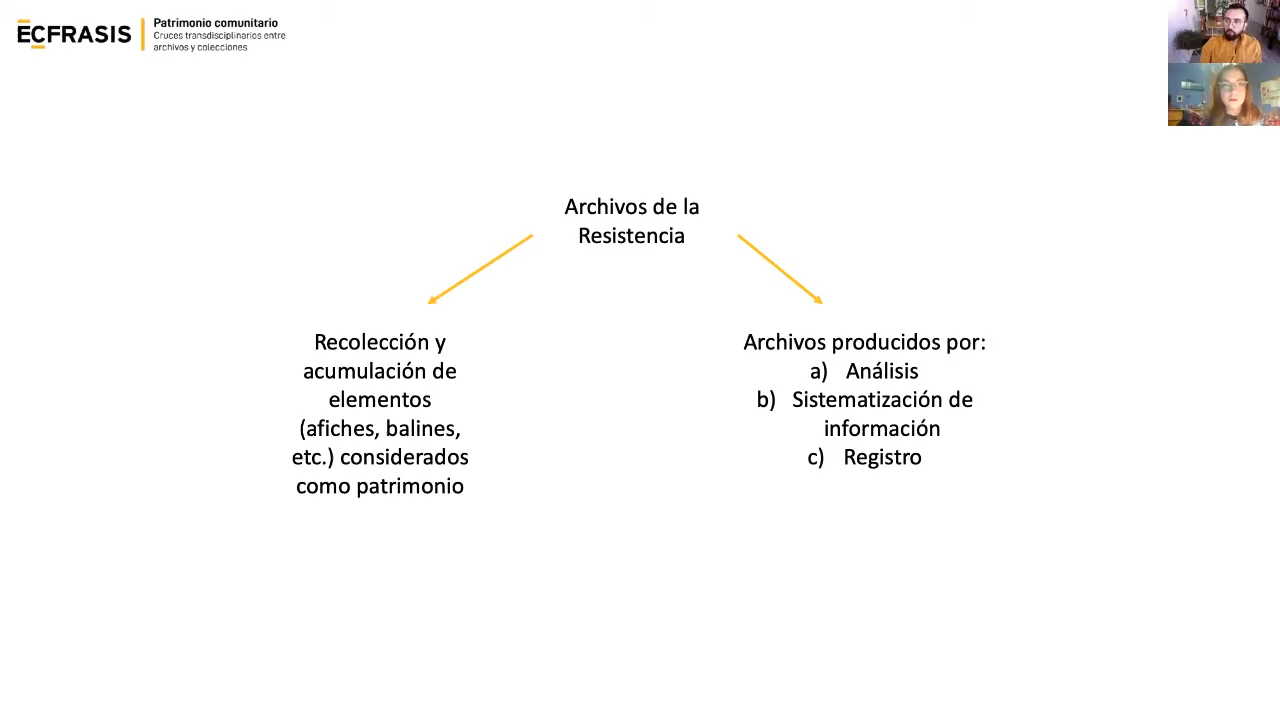 ECFRASIS
Patrimonio comunitario
Cruces transdisciplinarios entre
archivos y colecciones
Archivos de la
Resistencia
Recolección y
acumulación de
elementos
(afiches, balines,
etc.) considerados
como patrimonio
Archivos producidos por:
a) Análisis
b) Sistematización de
información
c) Registro